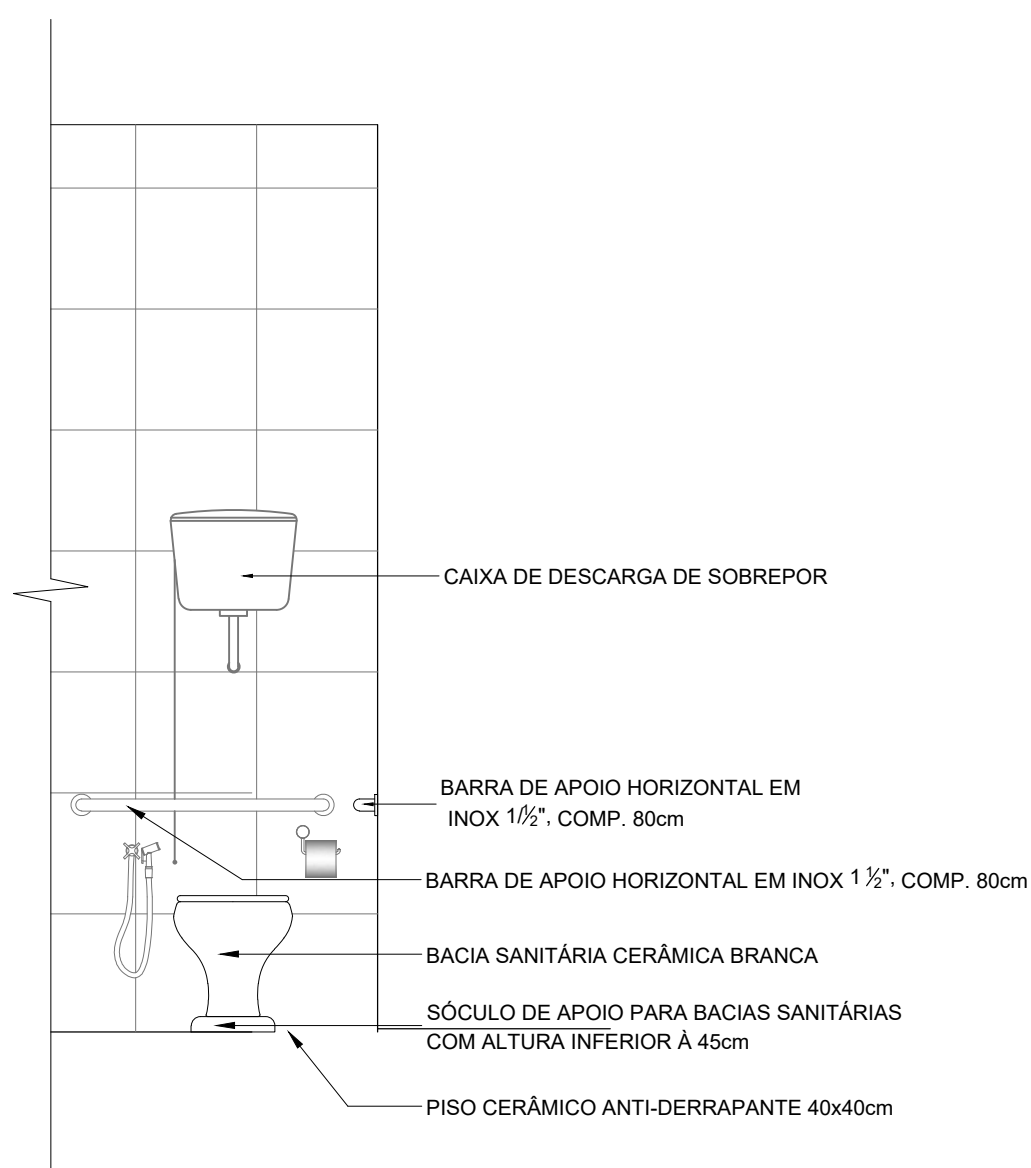 CAIXA DE DESCARGA DE SOBREPOR
BARRA DE APOIO HORIZONTAL EM
INOX 1/½", COMP. 80cm
BARRA DE APOIO HORIZONTAL EM INOX 1 ½", COMP. 80cm
BACIA SANITÁRIA CERÂMICA BRANCA
SÓCULO DE APOIO PARA BACIAS SANITÁRIAS
COM ALTURA INFERIOR À 45cm
PISO CERÂMICO ANTI-DERRAPANTE 40x40cm